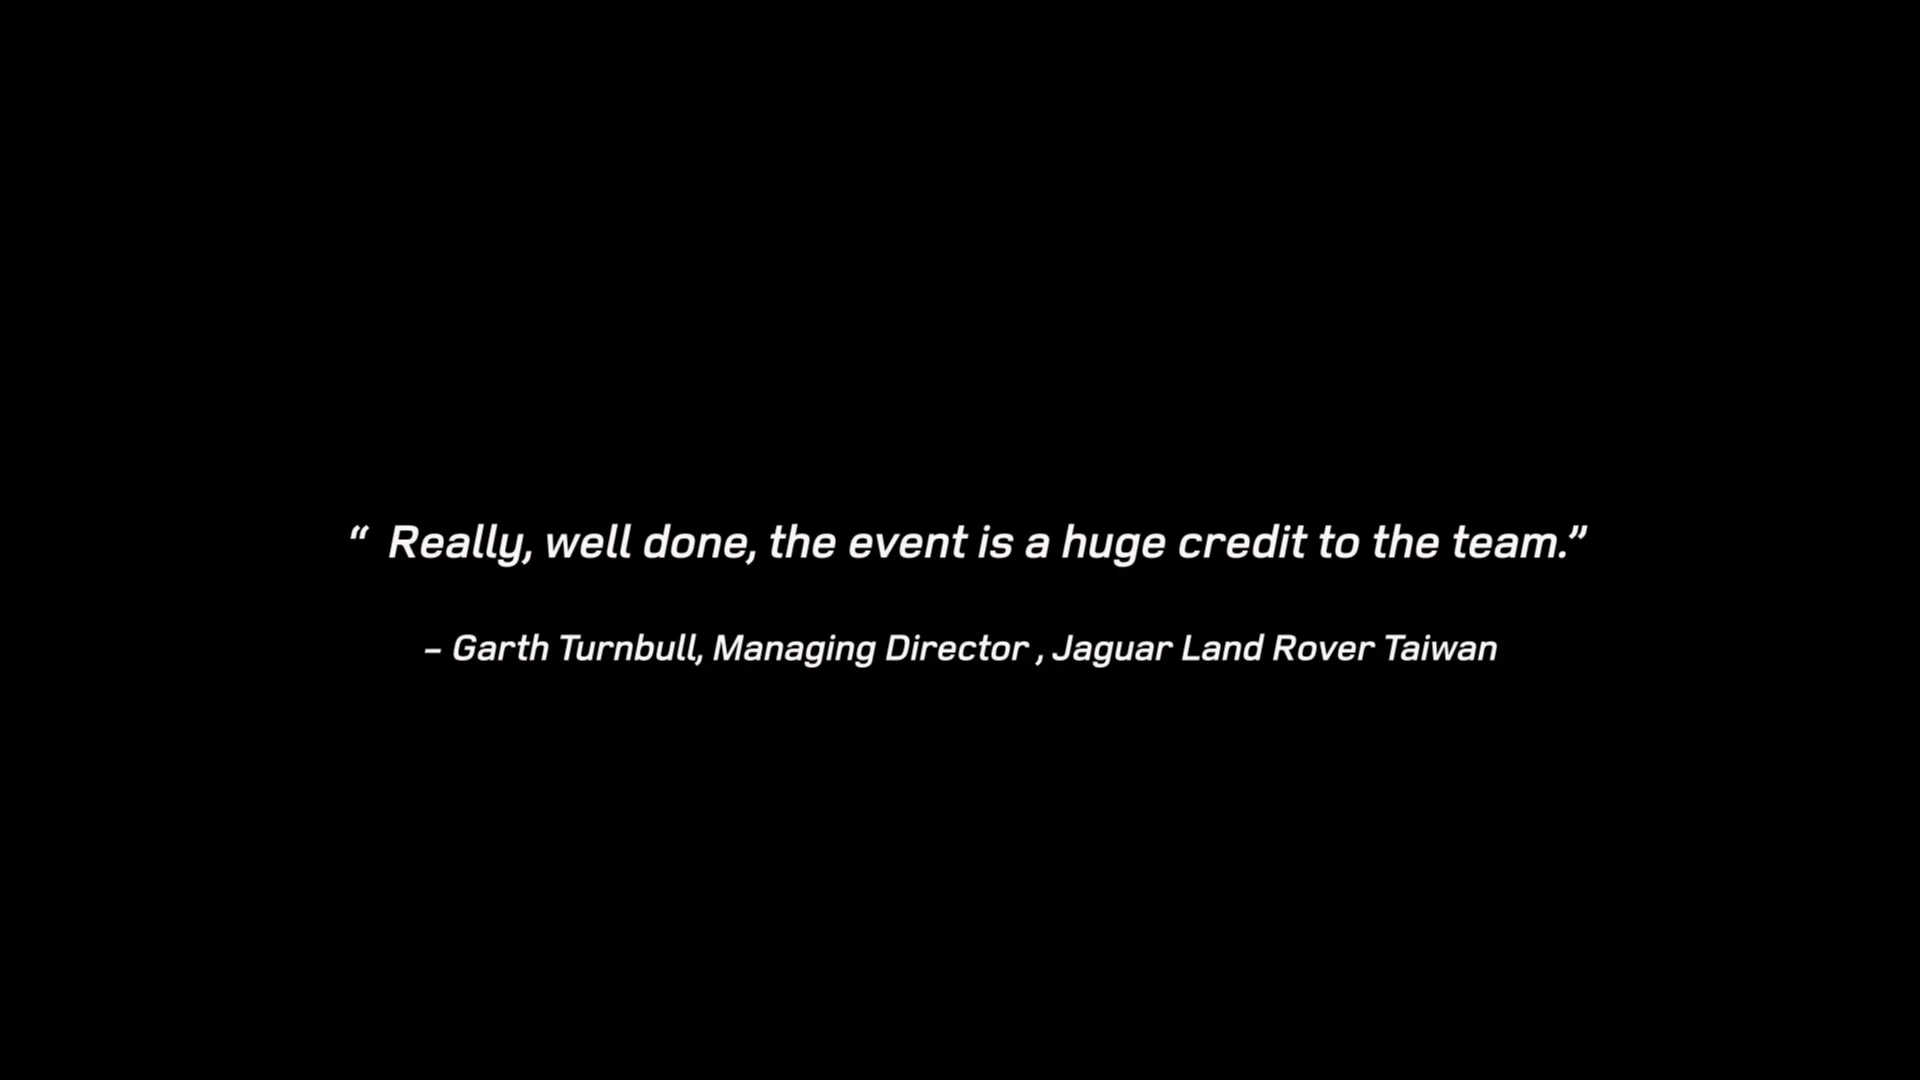 “ Really, well done, the event is a huge credit to the team.”
– Garth Turnbull, Managing Director , Jaguar Land Rover Taiwan